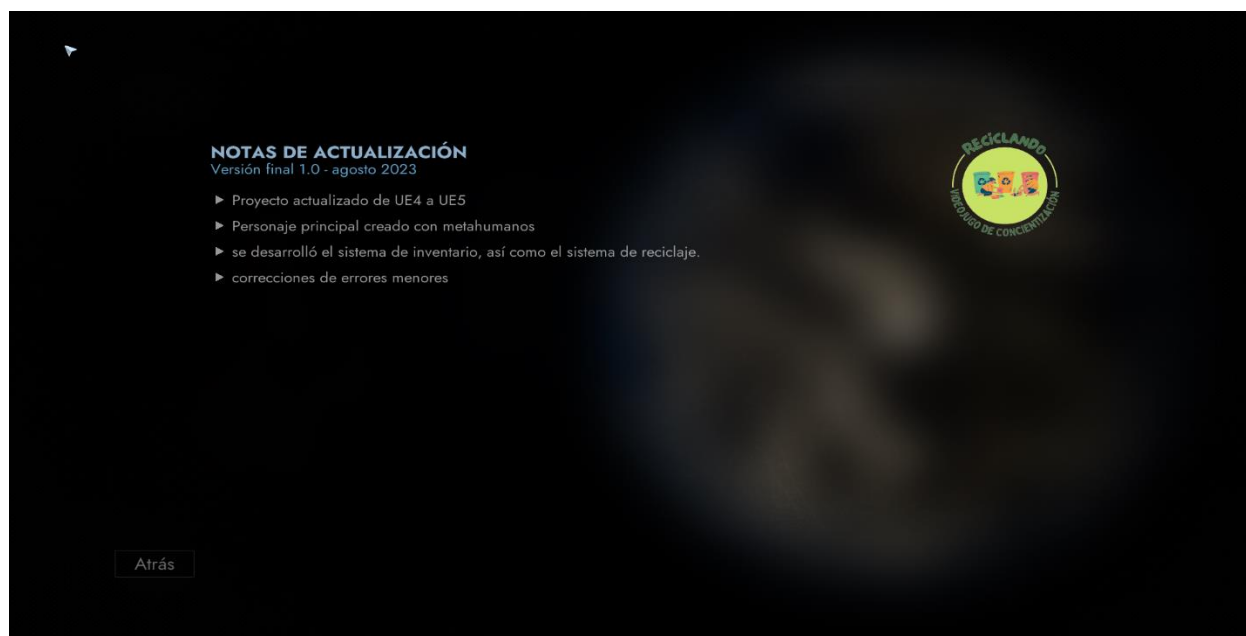 NOTAS DE ACTUALIZACIÓN
Versión final 1.0 - agosto 2023
Proyecto actualizado de UE4 a UE5
Personaje principal creado con metahumanos
se desarrolló el sistema de inventario, así como el sistema de reciclaje.
correcciones de errores menores
RECICLANDO
VIDEOJUGO DE CONCIENTIZACIÓN
Atrás